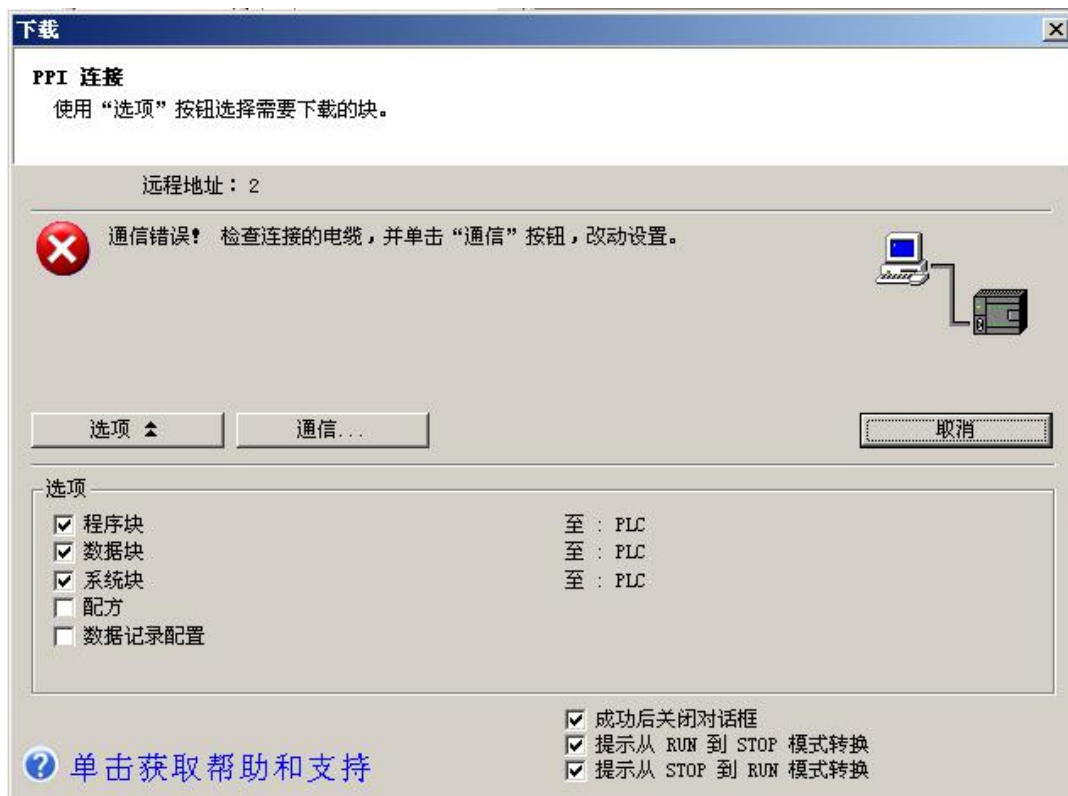 下载
PPI 连接
使用“选项”按钮选择需要下载的块。
远程地址：2
通信错误！ 检查连接的电缆，并单击“通信”按钮，改动设置。
选项
通信...
取消
选项
程序块 至 : PLC
数据块 至 : PLC
系统块 至 : PLC
配方
数据记录配置
成功后关闭对话框
提示从 RUN 到 STOP 模式转换
提示从 STOP 到 RUN 模式转换
单击获取帮助和支持